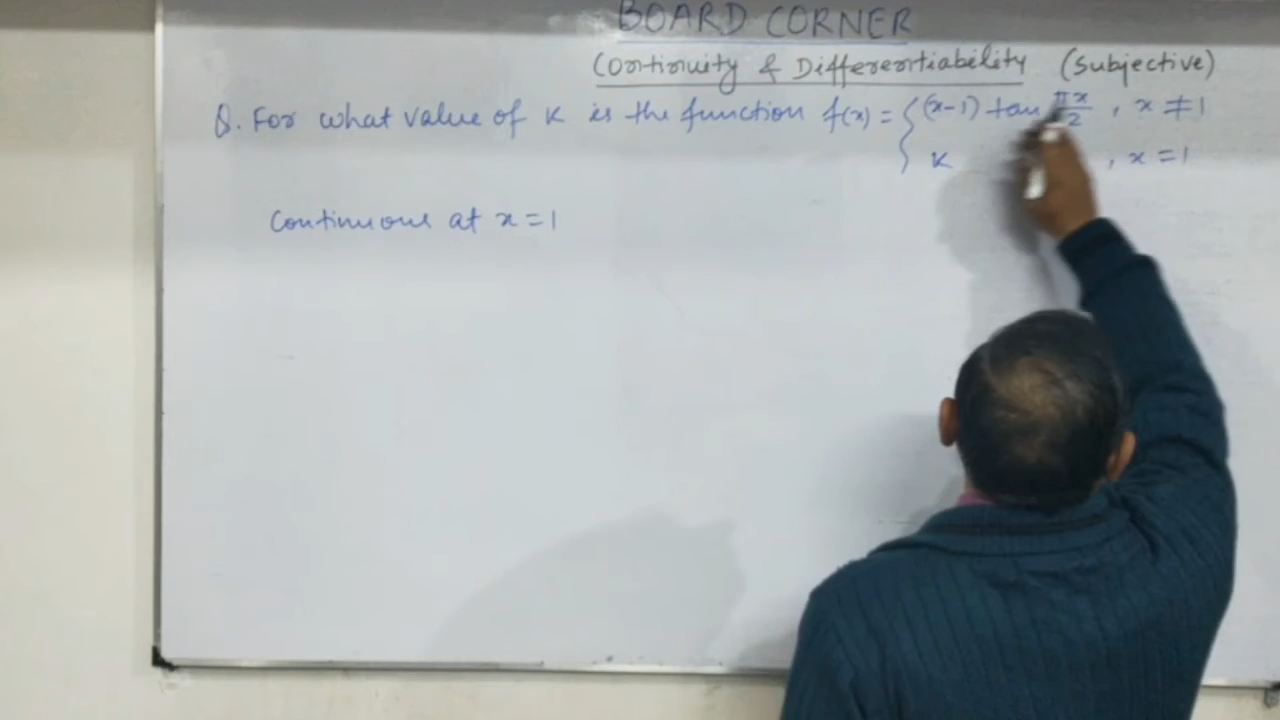 BOARD CORNER
Continuity & Differentiability (Subjective)
Q. For what value of K is the function f(x) = { (x-1) tan πx/2 , x ≠ 1
K , x = 1
Continuous at x = 1